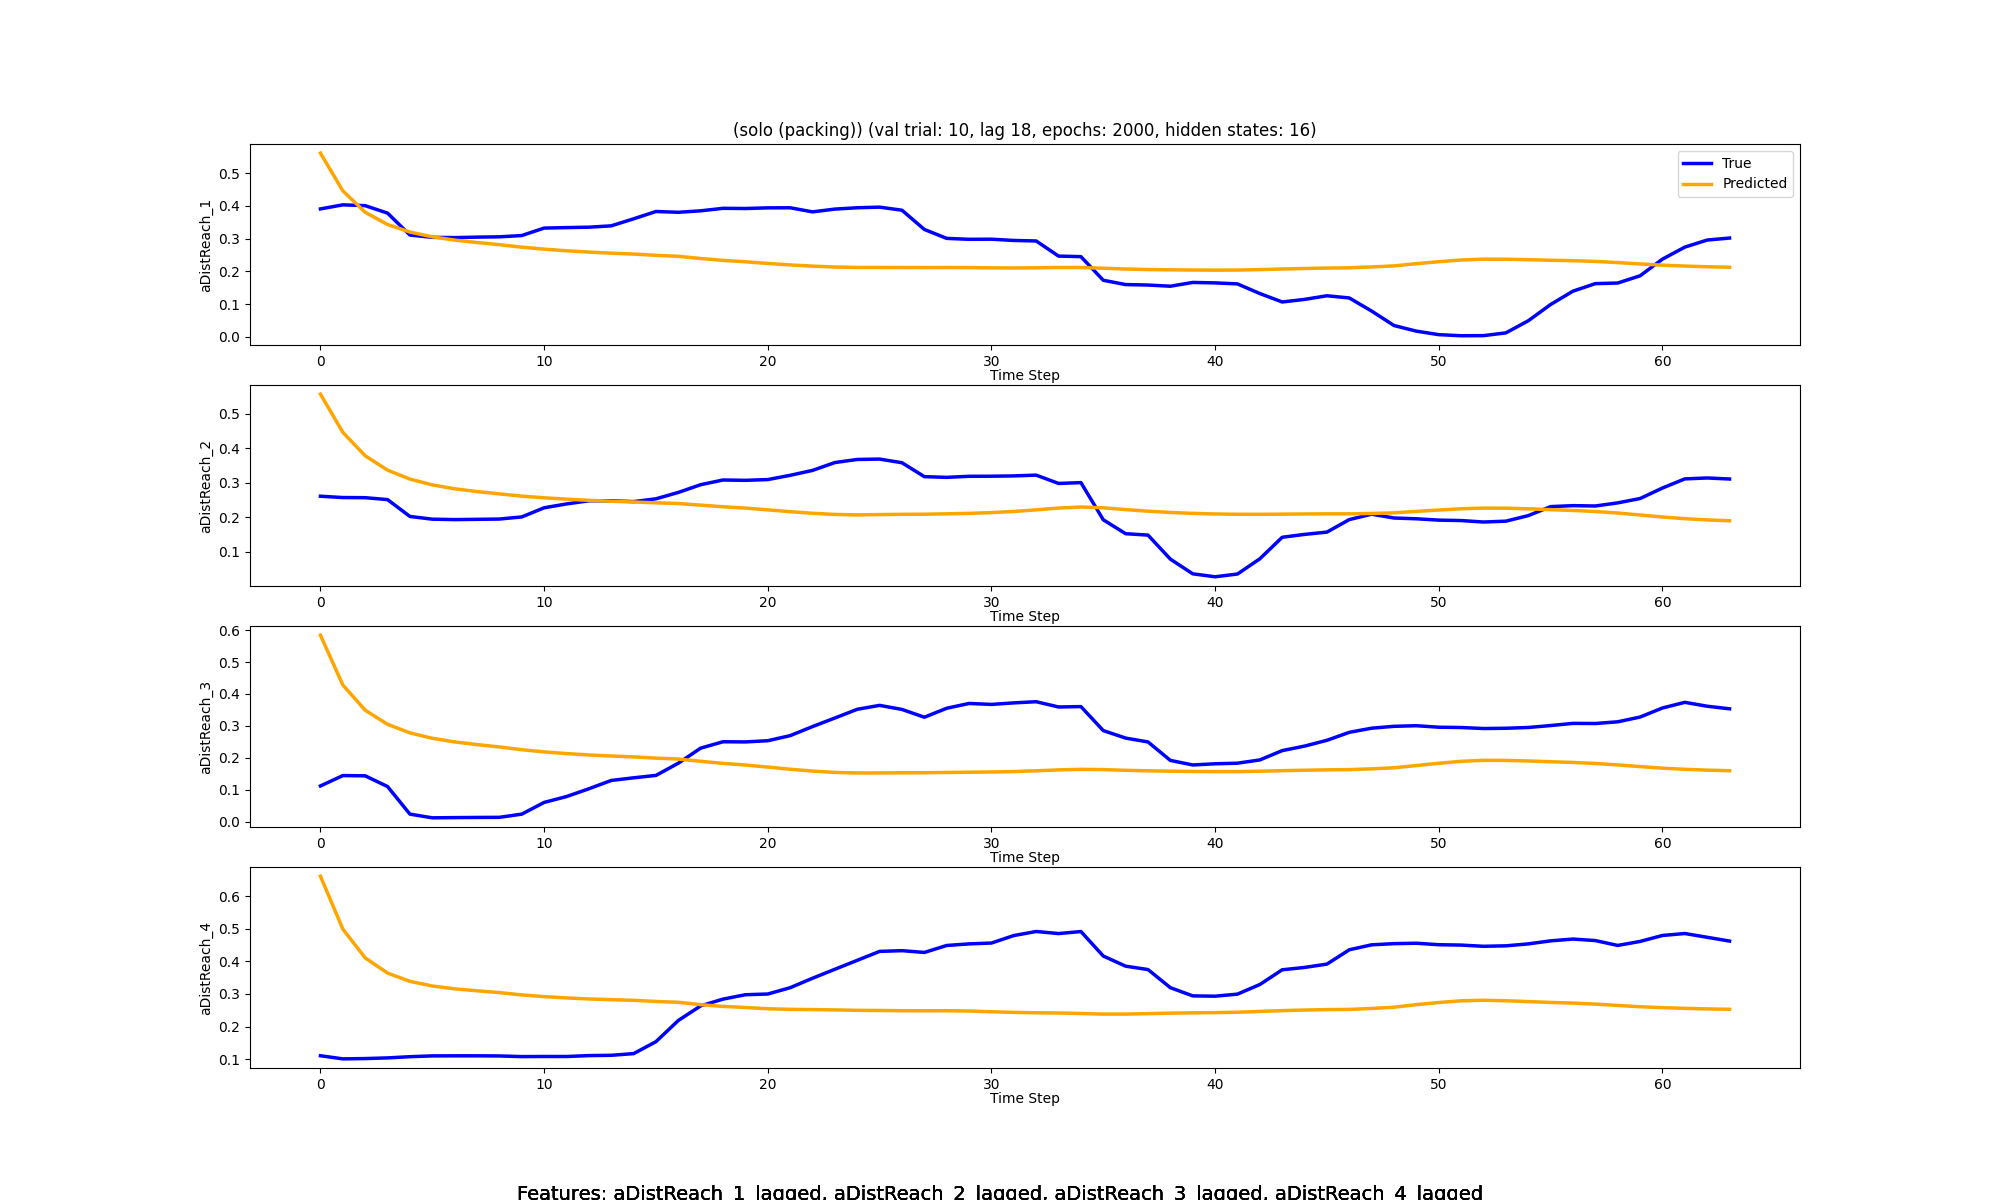 (solo (packing)) (val trial: 10, lag 18, epochs: 2000, hidden states: 16)
True
Predicted
aDistReach_1
0.5
0.4
0.3
0.2
0.1
0.0
0 10 20 30 40 50 60
Time Step
aDistReach_2
0.5
0.4
0.3
0.2
0.1
0 10 20 30 40 50 60
Time Step
aDistReach_3
0.6
0.5
0.4
0.3
0.2
0.1
0.0
0 10 20 30 40 50 60
Time Step
aDistReach_4
0.6
0.5
0.4
0.3
0.2
0.1
0 10 20 30 40 50 60
Time Step
Features: aDistReach_1_lagged, aDistReach_2_lagged, aDistReach_3_lagged, aDistReach_4_lagged